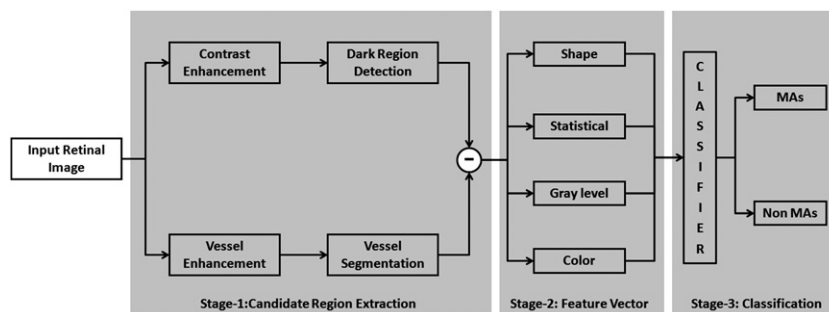 Input Retinal
Image
Contrast
Enhancement
Dark Region
Detection
Vessel
Enhancement
Vessel
Segmentation
-
Stage-1:Candidate Region Extraction
Shape
Statistical
Gray level
Color
Stage-2: Feature Vector
C
L
A
S
S
I
F
I
E
R
MAs
Non MAs
Stage-3: Classification